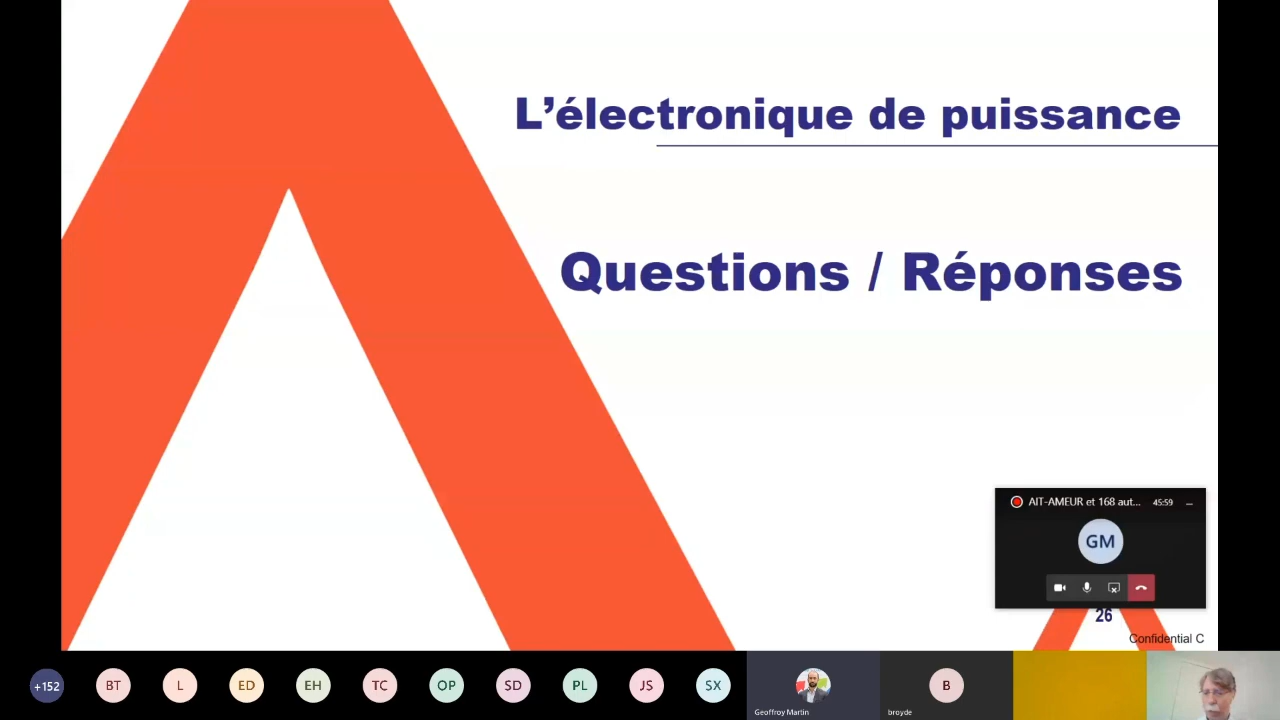 L'électronique de puissance
Questions / Réponses
AIT-AMEUR et 168 aut...
45:59
GM
26
Confidential C
+152
BT
L
ED
EH
TC
OP
SD
PL
JS
SX
Geoffroy Martin
B
broyde